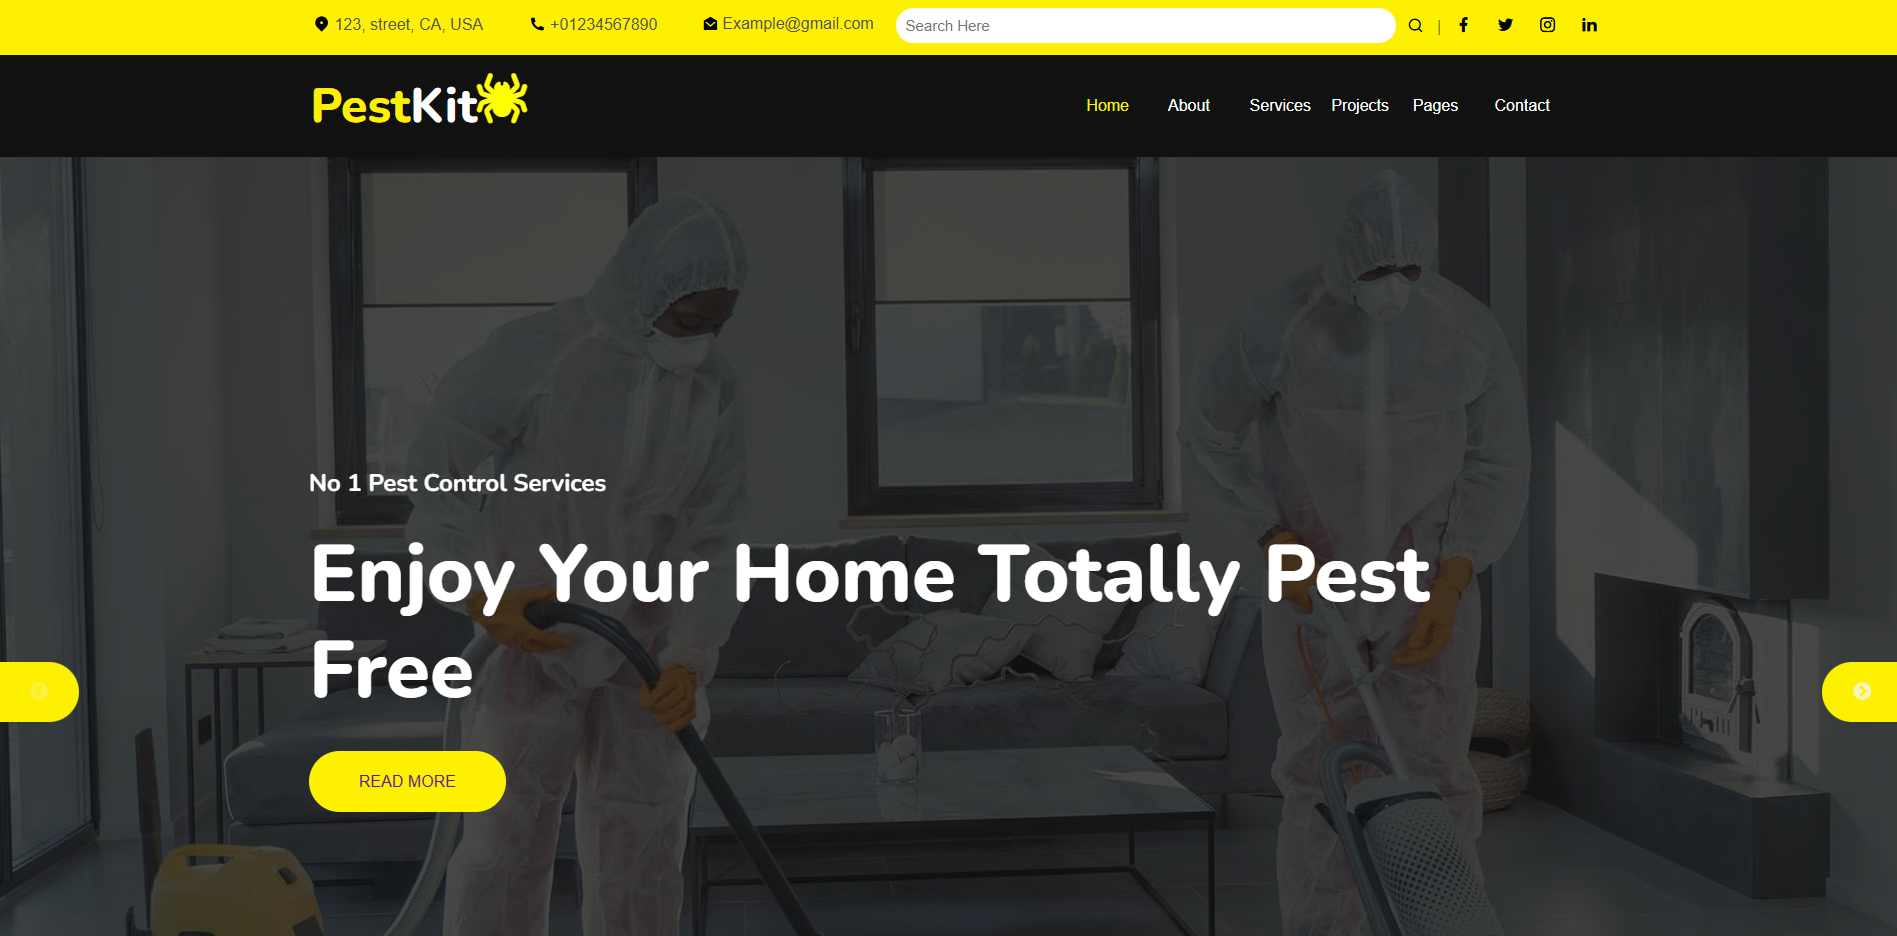 123, street, CA, USA +01234567890 Example@gmail.com Search Here |
PestKit Home About Services Projects Pages Contact
No 1 Pest Control Services
Enjoy Your Home Totally Pest
Free
READ MORE